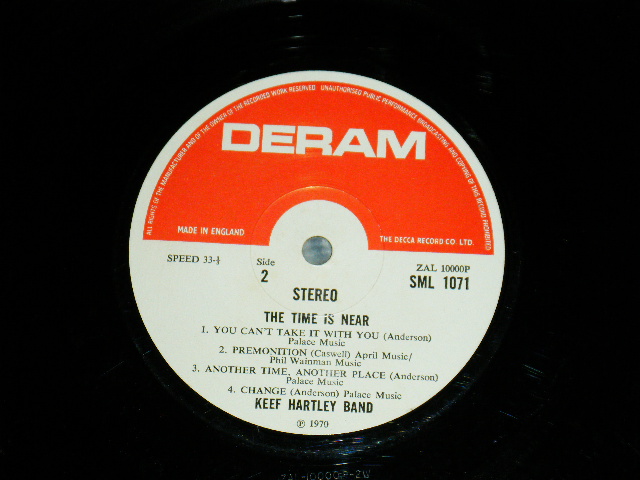 ALL RIGHTS OF THE MANUFACTURER AND OF THE OWNER OF THE RECORDED WORK RESERVED UNAUTHORISED PUBLIC PERFORMANCE BROADCASTING AND COPYING OF THIS RECORD PROHIBITED
DERAM
MADE IN ENGLAND
THE DECCA RECORD CO. LTD.
SPEED 33-⅓
Side
2
ZAL 10000P
SML 1071
STEREO
THE TIME iS NEAR
1. YOU CAN'T TAKE IT WITH YOU (Anderson)
Palace Music
2. PREMONITION (Caswell) April Music/
Phil Wainman Music
3. ANOTHER TIME, ANOTHER PLACE (Anderson)
Palace Music
4. CHANGE (Anderson) Palace Music
KEEF HARTLEY BAND
℗ 1970